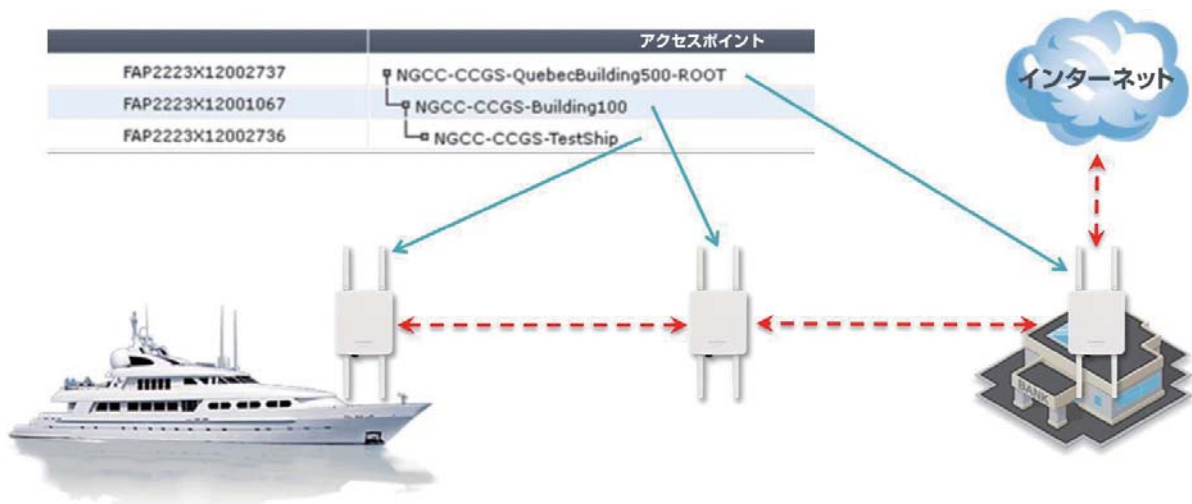 アクセスポイント
FAP2223X12002737 NGCC-CCGS-QuebecBuilding500-ROOT
FAP2223X12001067 NGCC-CCGS-Building100
FAP2223X12002736 NGCC-CCGS-TestShip
インターネット
BANK